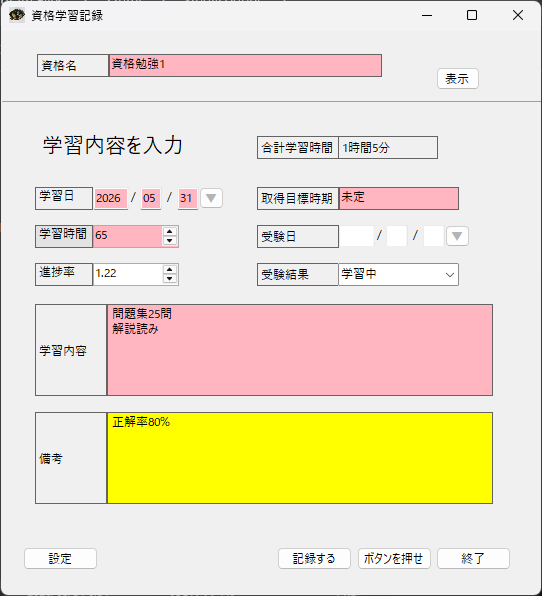 資格学習記録
資格名 資格勉強1
表示
学習内容を入力
合計学習時間 1時間5分
学習日 2026 / 05 / 31
取得目標時期 未定
学習時間 65
受験日 / /
進捗率 1.22
受験結果 学習中
学習内容
問題集25問
解説読み
備考
正解率80%
設定 記録する ボタンを押せ 終了